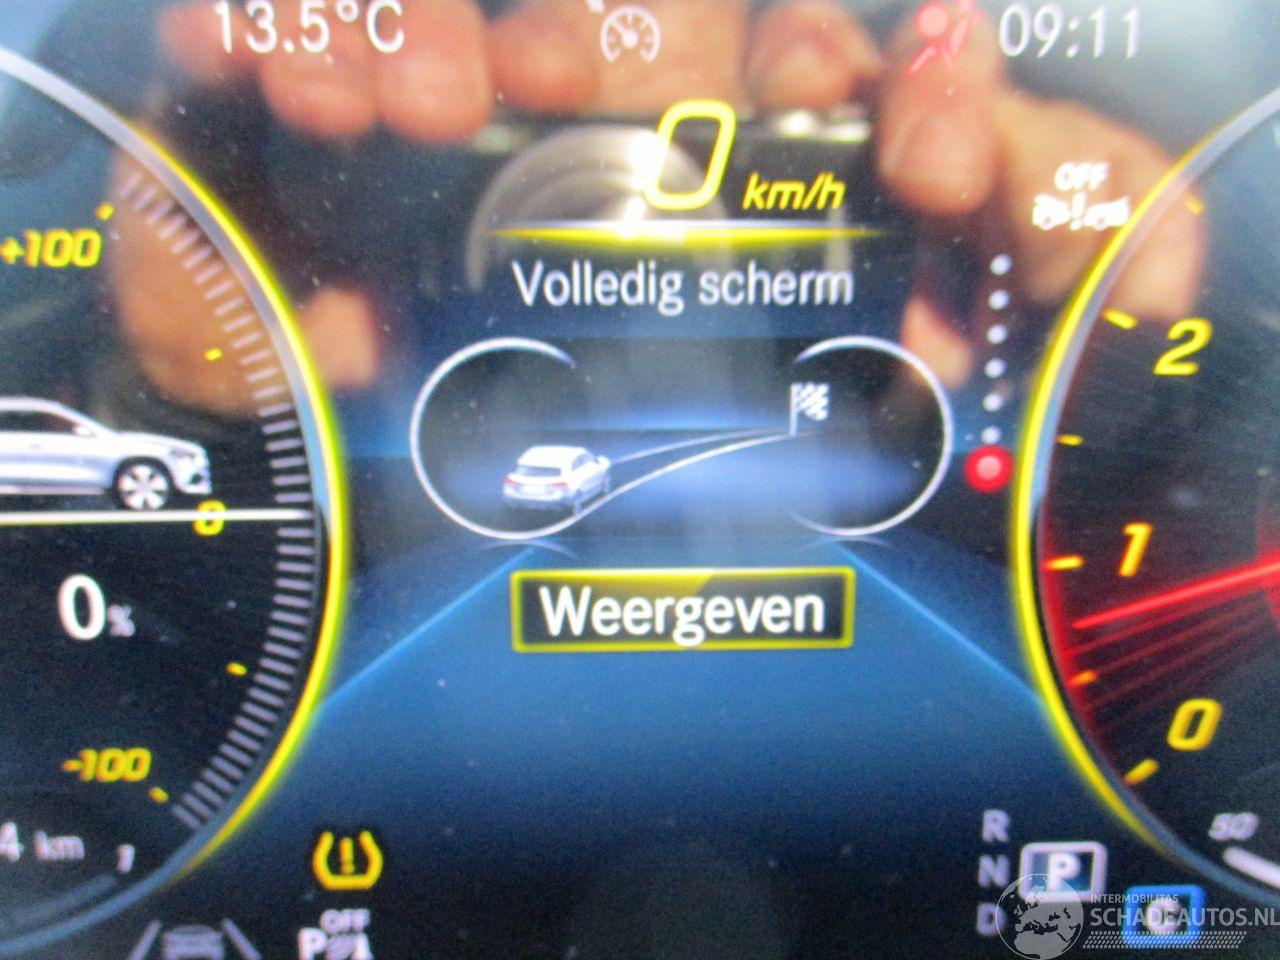 13.5°C
09:11
0 km/h
OFF
+100
Volledig scherm
2
0
1
0%
Weergeven
0
-100
50
4 km
R
N P
D
OFF
P
C
INTERMOBILITAS
SCHADEAUTOS.NL